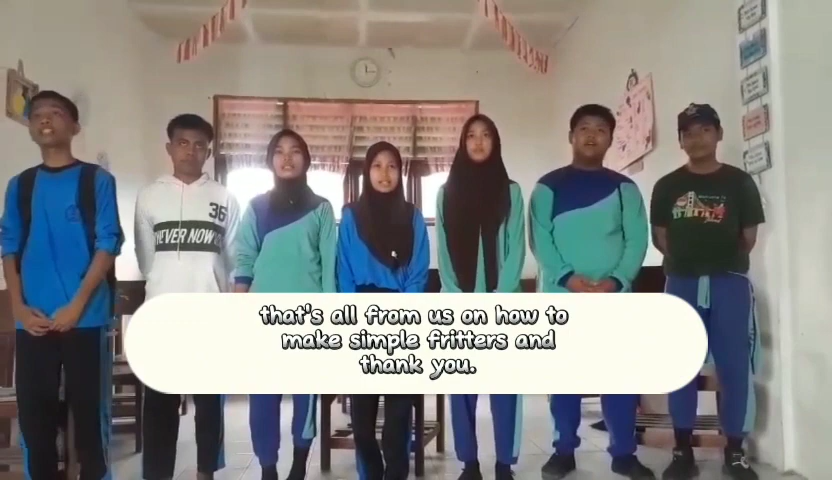 36
NEVER NOW
that's all from us on how to
make simple fritters and
thank you.